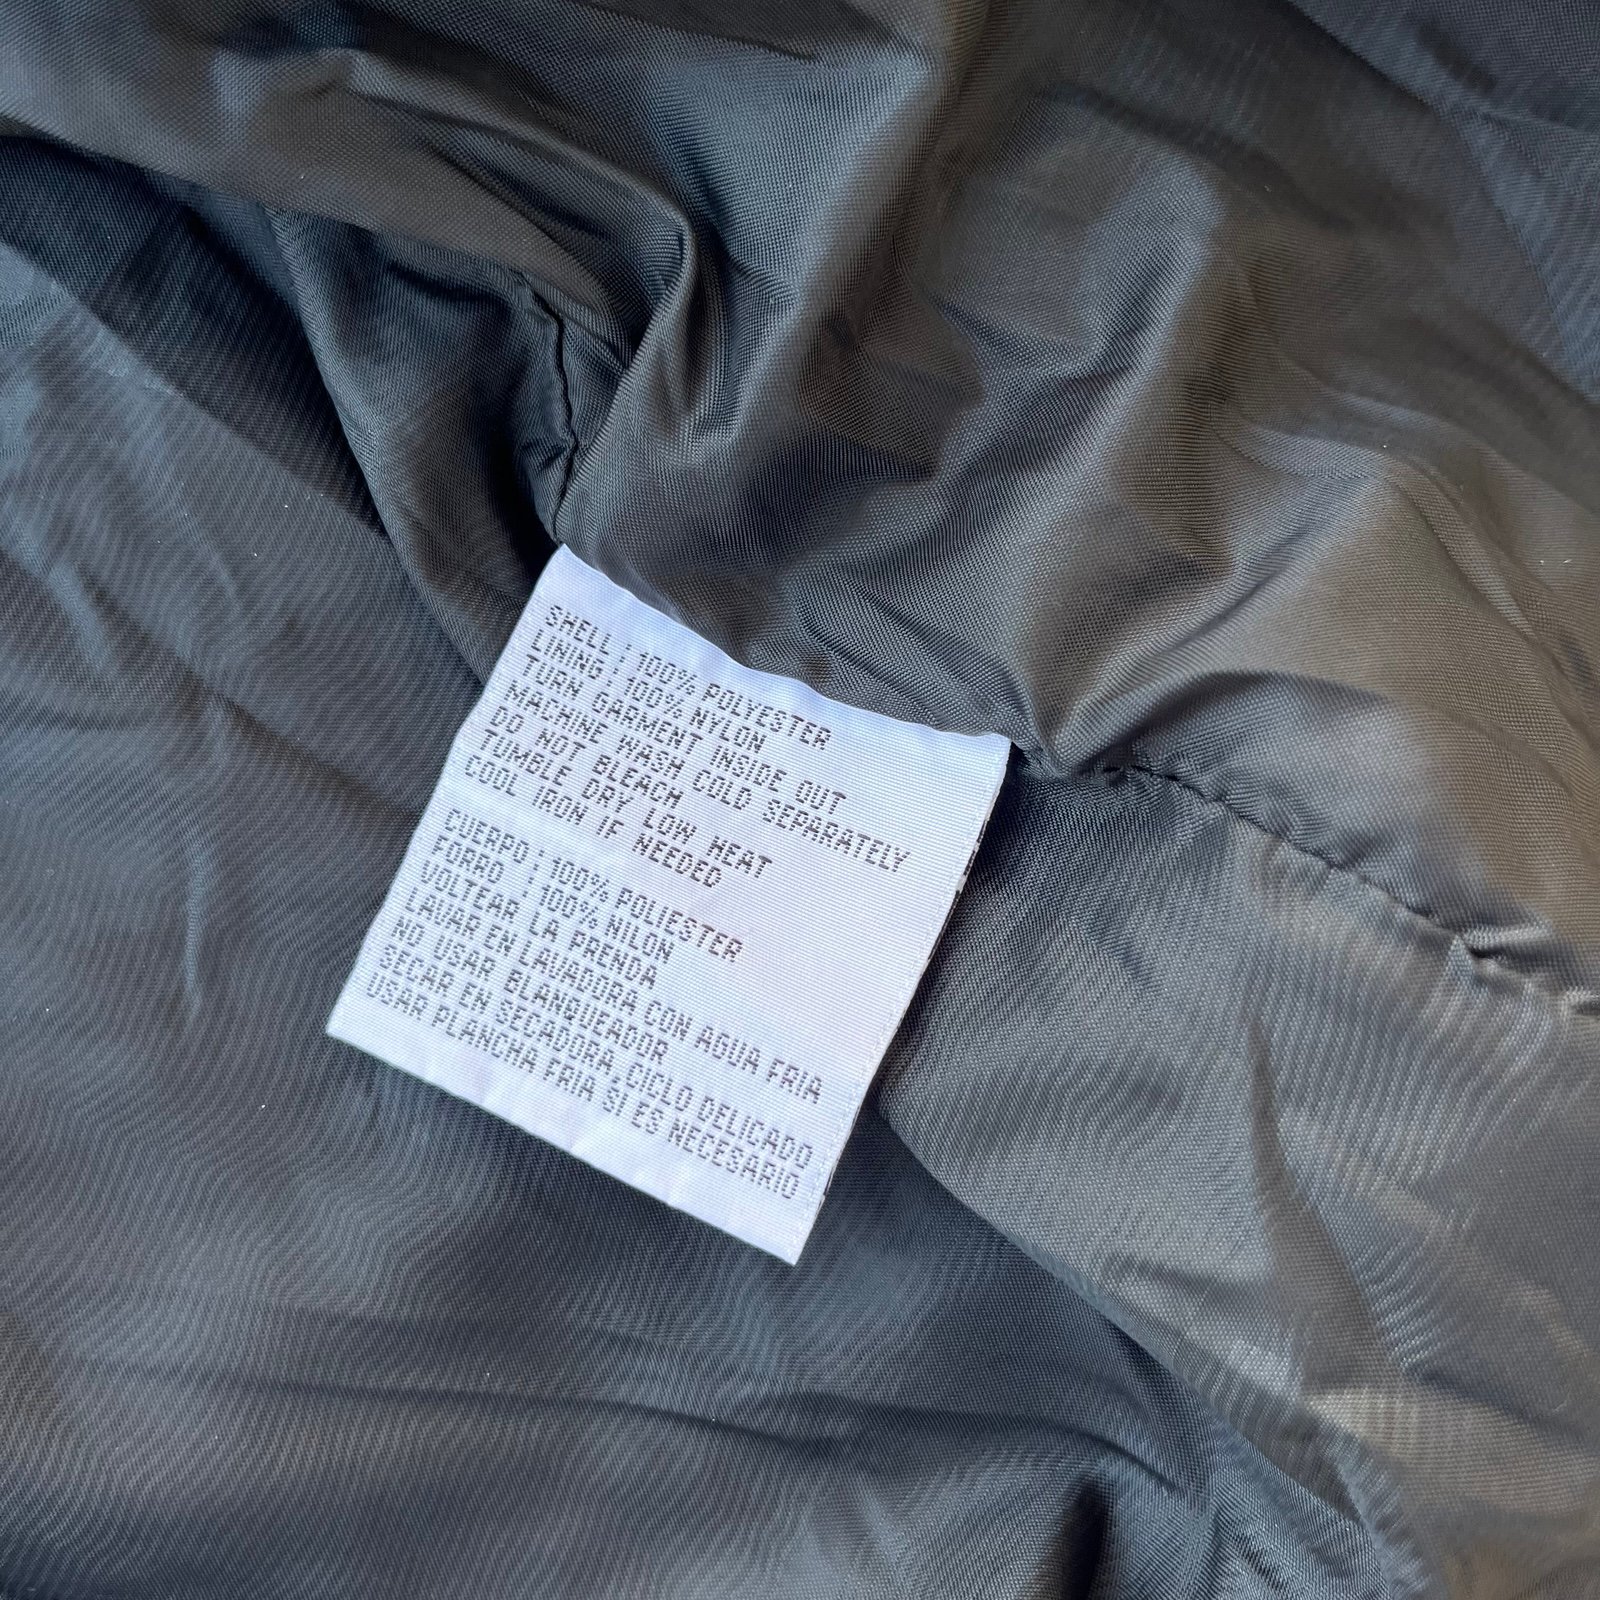 SHELL : 100% POLYESTER
LINING : 100% NYLON
TURN GARMENT INSIDE OUT
MACHINE WASH COLD SEPARATELY
DO NOT BLEACH
TUMBLE DRY LOW HEAT
COOL IRON IF NEEDED
CUERPO : 100% POLIESTER
FORRO : 100% NILON
VOLTEAR LA PRENDA
LAVAR EN LAVADORA CON AGUA FRIA
NO USAR BLANQUEADOR
SECAR EN SECADORA, CICLO DELICADO
USAR PLANCHA FRIA SI ES NECESARIO